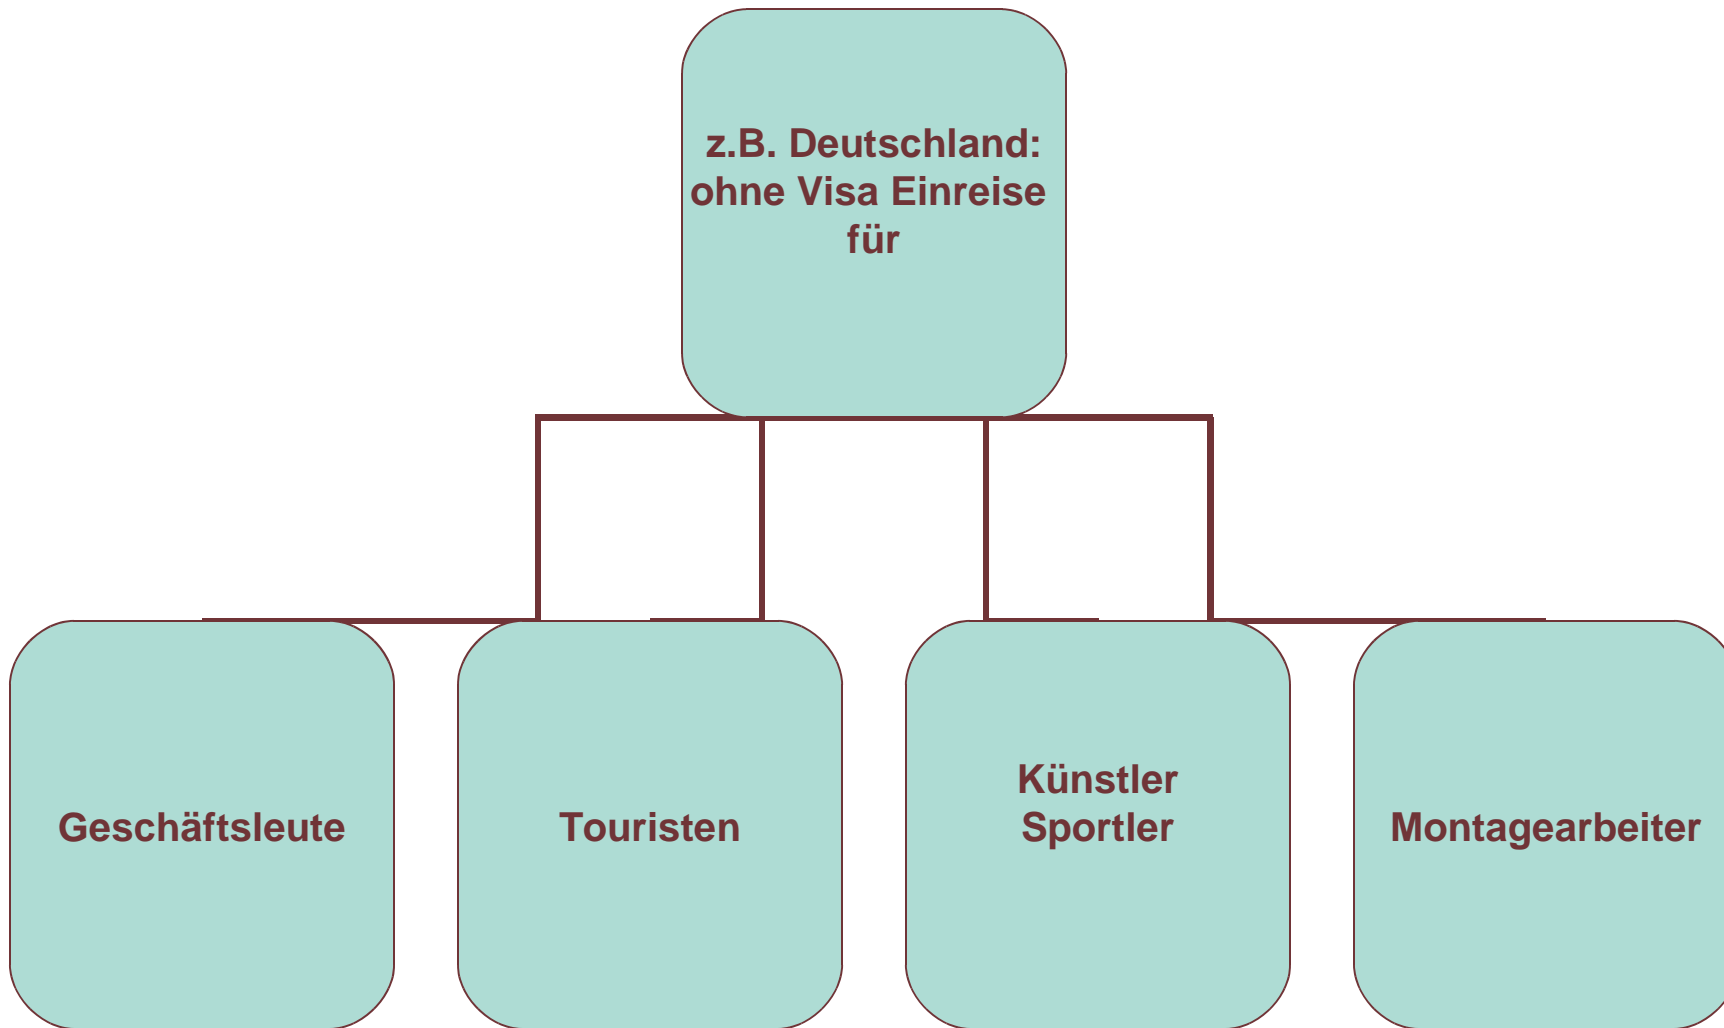 z.B. Deutschland:
ohne Visa Einreise
für
Geschäftsleute
Touristen
Künstler
Sportler
Montagearbeiter